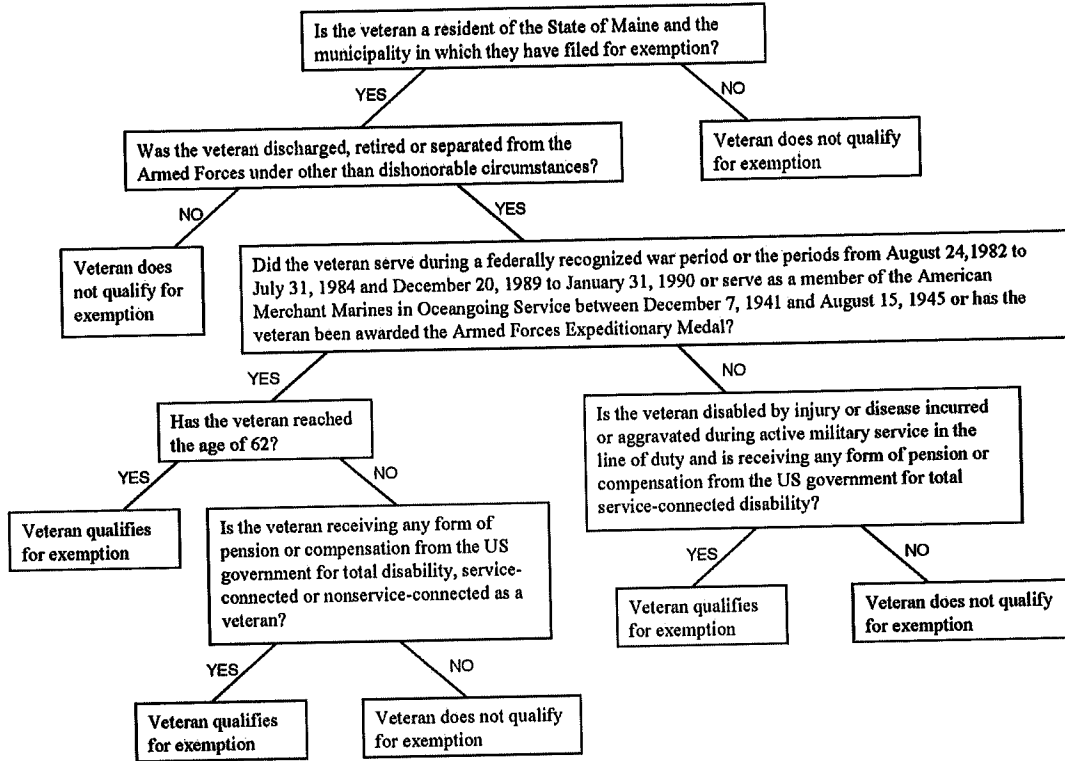 Is the veteran a resident of the State of Maine and the
municipality in which they have filed for exemption?
YES
NO
Was the veteran discharged, retired or separated from the
Armed Forces under other than dishonorable circumstances?
Veteran does not qualify
for exemption
NO
YES
Veteran does
not qualify for
exemption
Did the veteran serve during a federally recognized war period or the periods from August 24,1982 to
July 31, 1984 and December 20, 1989 to January 31, 1990 or serve as a member of the American
Merchant Marines in Oceangoing Service between December 7, 1941 and August 15, 1945 or has the
veteran been awarded the Armed Forces Expeditionary Medal?
YES
NO
Has the veteran reached
the age of 62?
Is the veteran disabled by injury or disease incurred
or aggravated during active military service in the
line of duty and is receiving any form of pension or
compensation from the US government for total
service-connected disability?
YES
NO
Veteran qualifies
for exemption
Is the veteran receiving any form of
pension or compensation from the US
government for total disability, service-
connected or nonservice-connected as a
veteran?
YES
NO
Veteran qualifies
for exemption
Veteran does not qualify
for exemption
YES
NO
Veteran qualifies
for exemption
Veteran does not qualify
for exemption